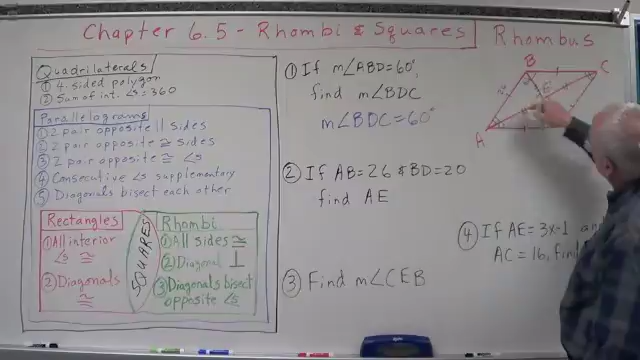 Chapter 6.5 - Rhombi & Squares
Rhombus
Quadrilaterals
① 4. sided polygon
② Sum of int. ∠s = 360
Parallelograms
① 2 pair opposite ∥ sides
② 2 pair opposite ≅ sides
③ 2 pair opposite ≅ ∠s
④ Consecutive ∠s supplementary
⑤ Diagonals bisect each other
Rectangles
① All interior
∠s ≅
② Diagonals
≅
SQUARES
Rhombi
① All sides ≅
② Diagonal ⊥
③ Diagonals bisect
opposite ∠s
① If m∠ABD = 60°,
find m∠BDC
m∠BDC = 60°
② If AB = 26 & BD = 20
find AE
③ Find m∠CEB
④ If AE = 3x-1 an
AC = 16, find
B
C
A